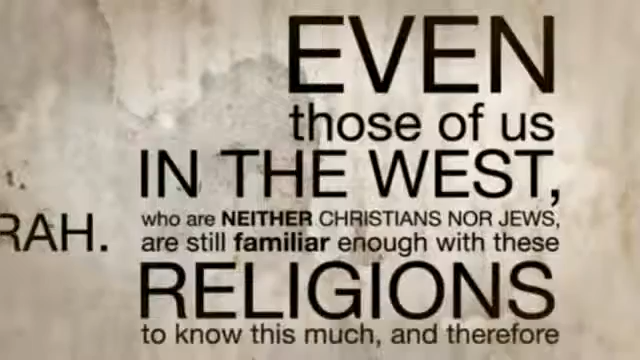 RAH.
EVEN
those of us
IN THE WEST,
who are NEITHER CHRISTIANS NOR JEWS,
are still familiar enough with these
RELIGIONS
to know this much, and therefore